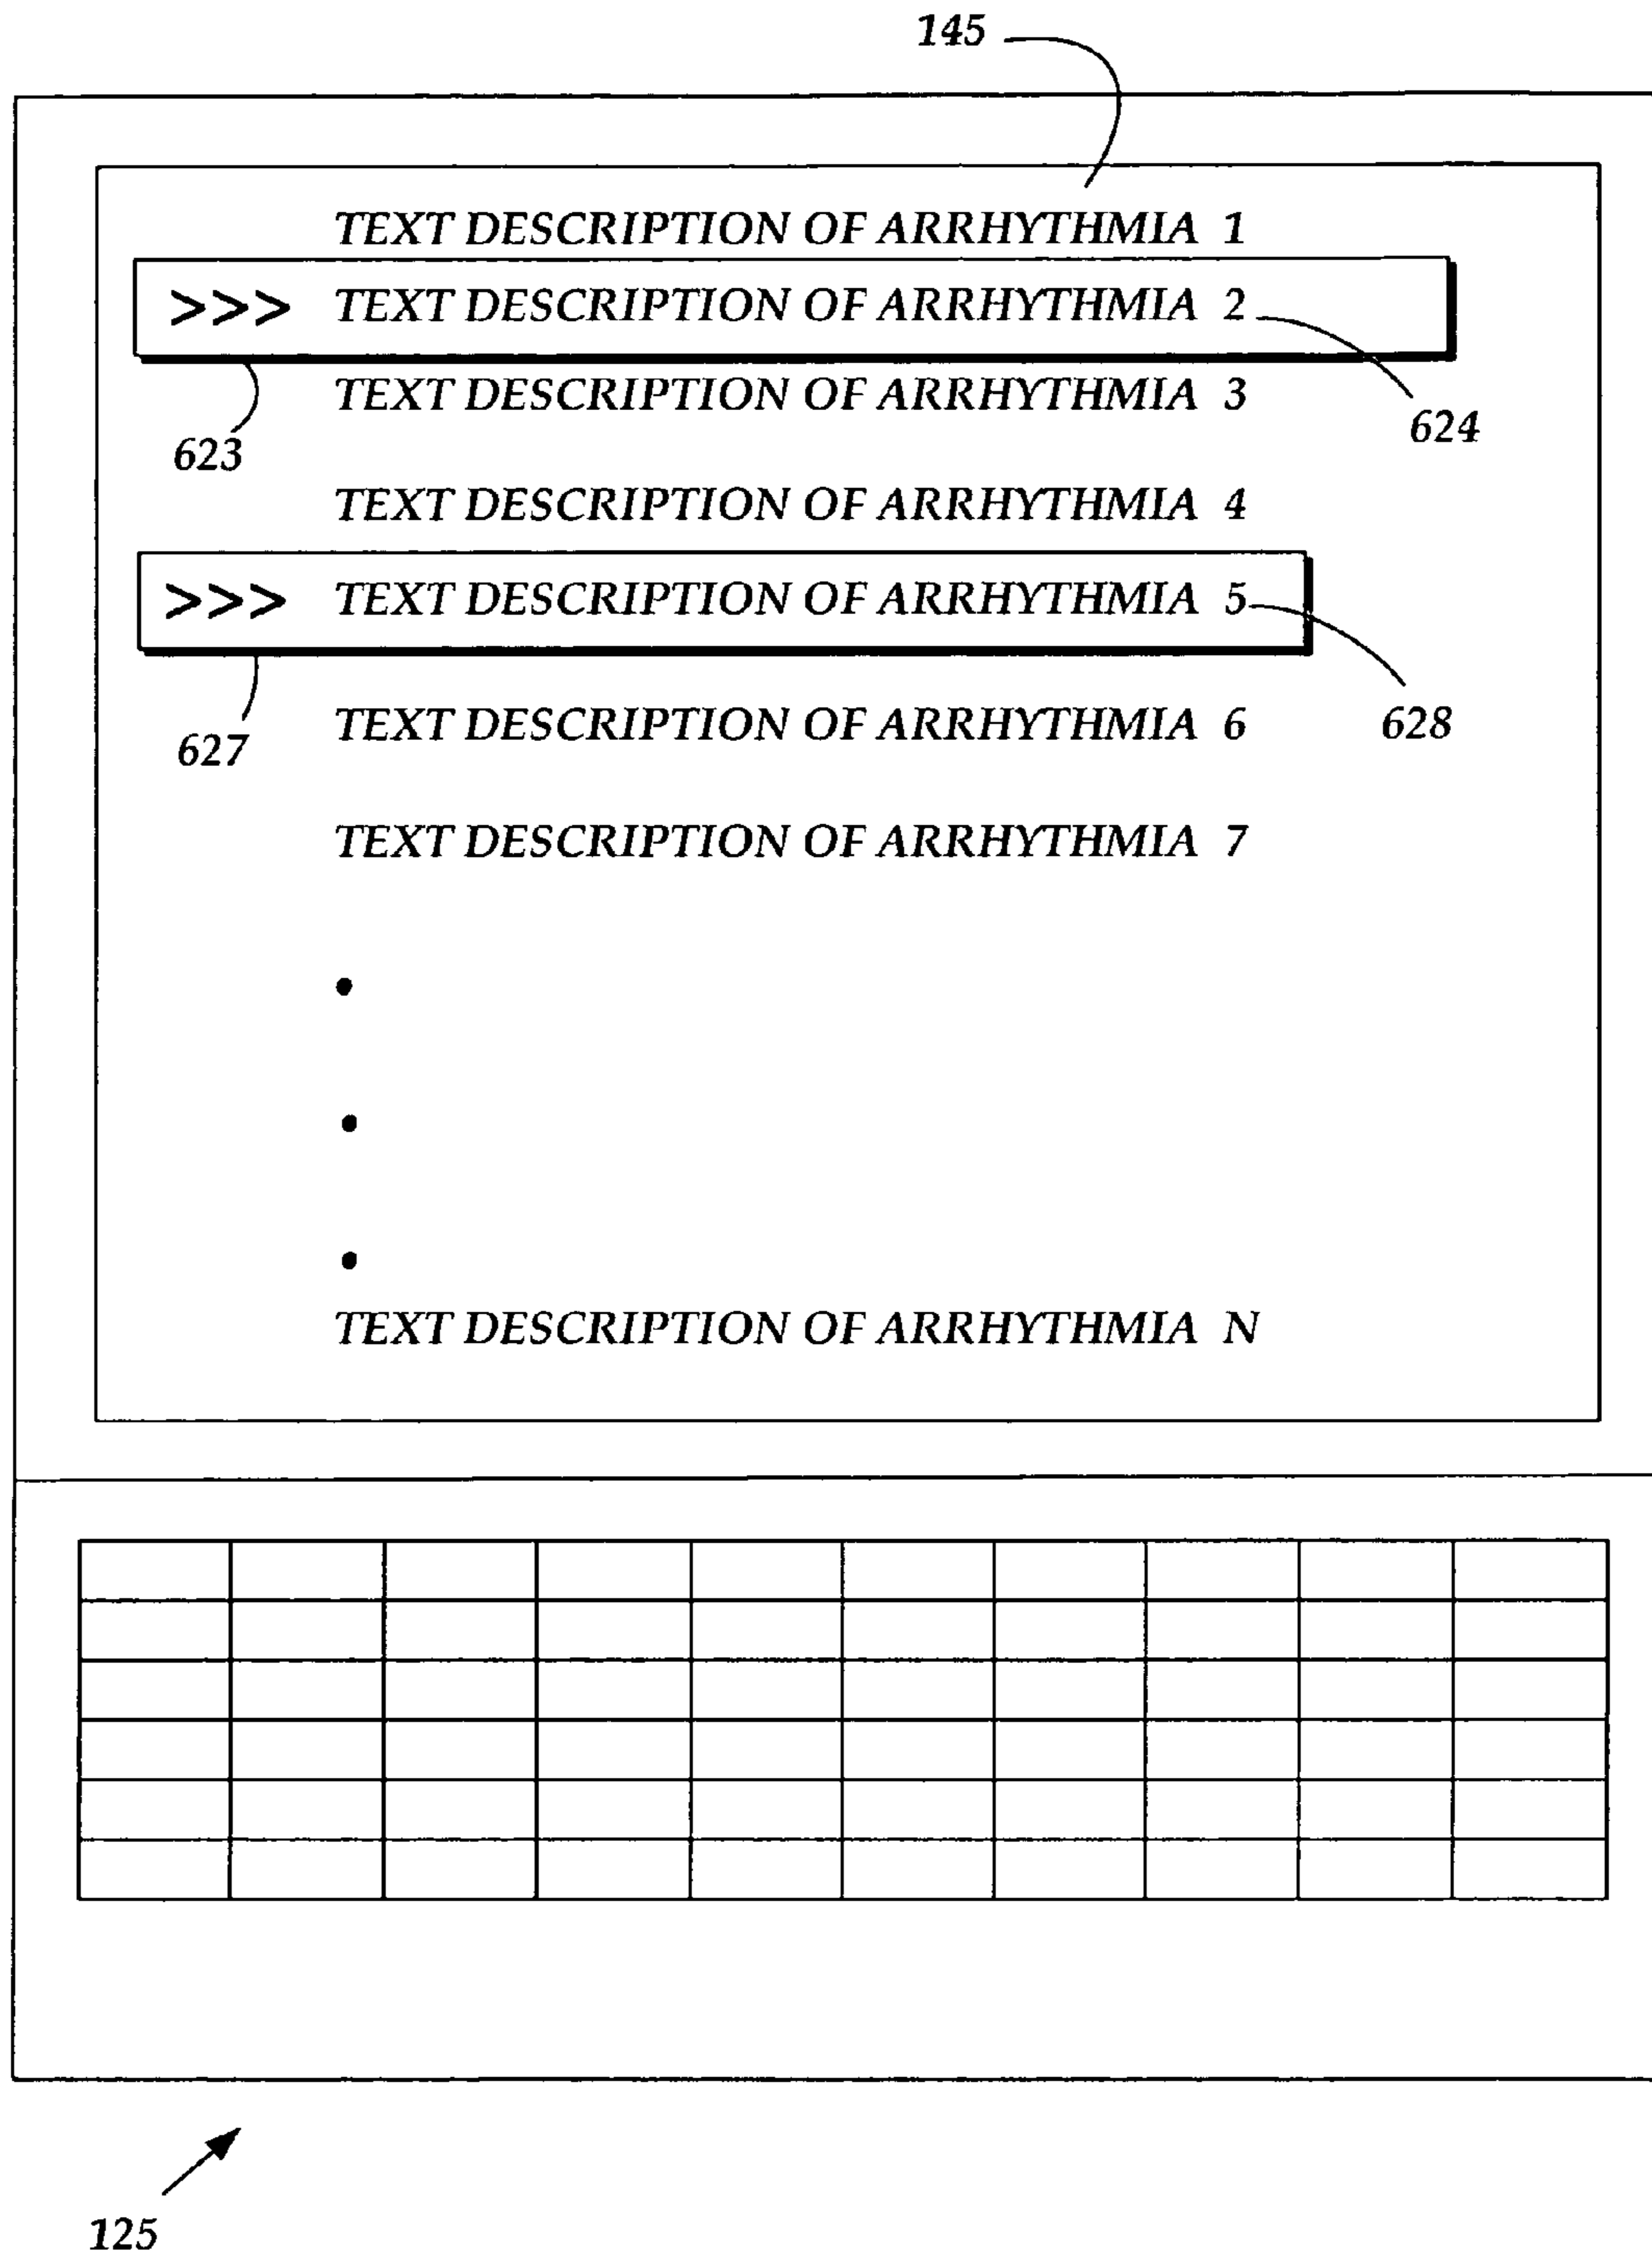 145
TEXT DESCRIPTION OF ARRHYTHMIA 1
>>> TEXT DESCRIPTION OF ARRHYTHMIA 2
TEXT DESCRIPTION OF ARRHYTHMIA 3
624
623
TEXT DESCRIPTION OF ARRHYTHMIA 4
>>> TEXT DESCRIPTION OF ARRHYTHMIA 5
TEXT DESCRIPTION OF ARRHYTHMIA 6
628
627
TEXT DESCRIPTION OF ARRHYTHMIA 7
•
•
•
TEXT DESCRIPTION OF ARRHYTHMIA N
125